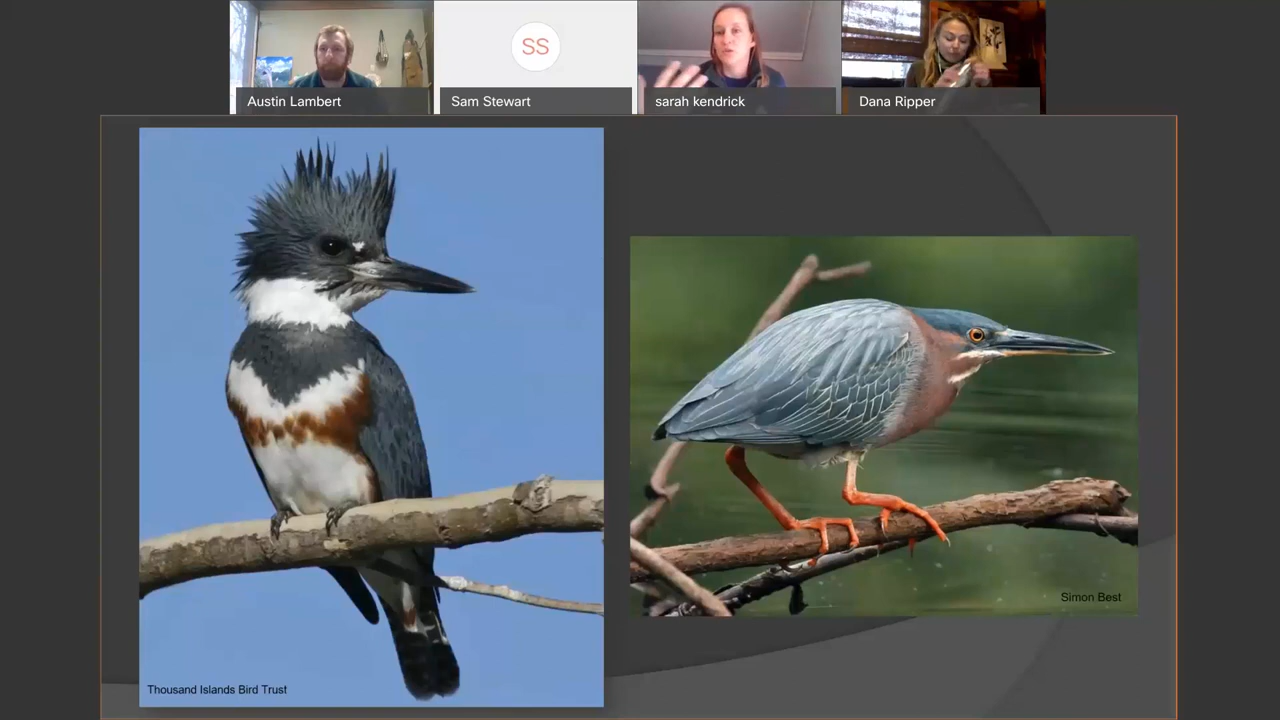 SS
Austin Lambert
Sam Stewart
sarah kendrick
Dana Ripper
Simon Best
Thousand Islands Bird Trust